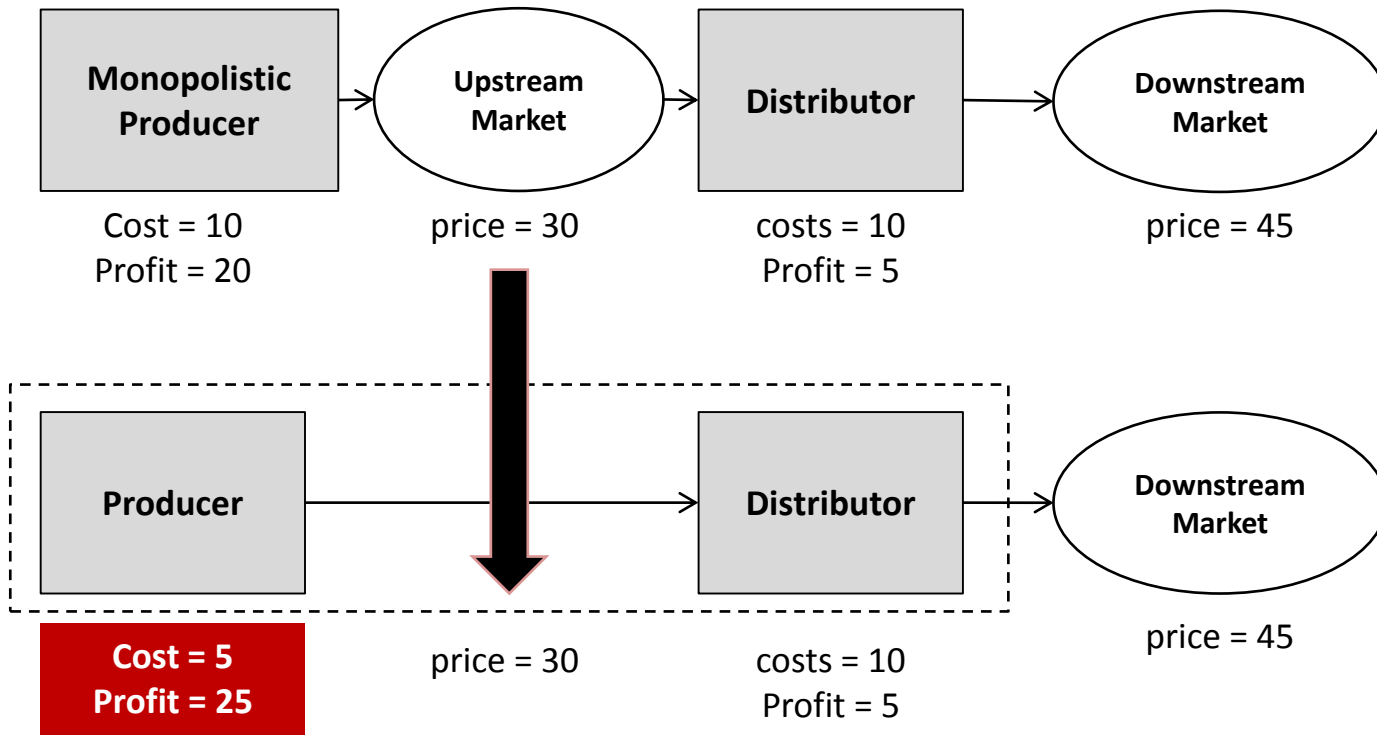 Monopolistic
Producer
Upstream
Market
Distributor
Downstream
Market
Cost = 10
Profit = 20
price = 30
costs = 10
Profit = 5
price = 45
Producer
Distributor
Downstream
Market
Cost = 5
Profit = 25
price = 30
costs = 10
Profit = 5
price = 45